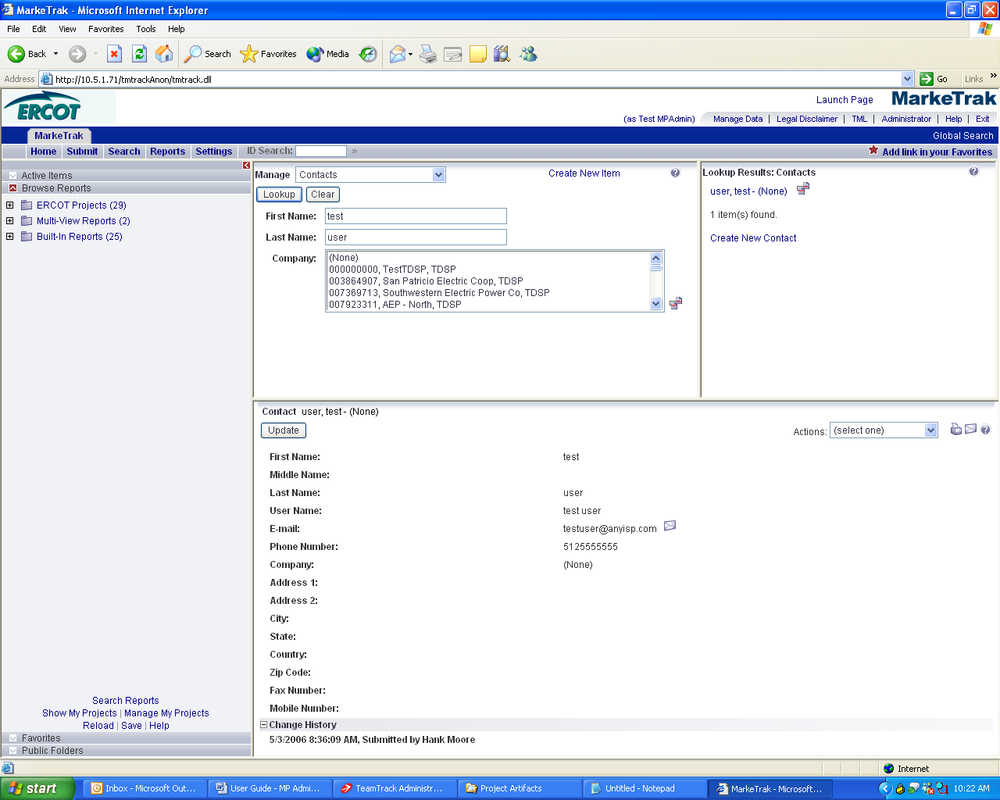 MarkeTrak - Microsoft Internet Explorer
File Edit View Favorites Tools Help
Back Search Favorites Media
Address http://10.5.1.71/tmtrackAnon/tmtrack.dll Go Links »
ERCOT
Launch Page MarkeTrak
(as Test MPAdmin) Manage Data | Legal Disclaimer | TML | Administrator | Help | Exit
MarkeTrak Global Search
Home Submit Search Reports Settings ID Search: » Add link in your Favorites
Active Items
Browse Reports
ERCOT Projects (29)
Multi-View Reports (2)
Built-In Reports (25)
Search Reports
Show My Projects | Manage My Projects
Reload | Save | Help
Favorites
Public Folders
Manage Contacts Create New Item
Lookup Clear
First Name: test
Last Name: user
Company: (None)
000000000, TestTDSP, TDSP
003864907, San Patricio Electric Coop, TDSP
007369713, Southwestern Electric Power Co, TDSP
007923311, AEP - North, TDSP
Lookup Results: Contacts
user, test - (None)
1 item(s) found.
Create New Contact
Contact user, test - (None)
Update Actions: (select one)
First Name: test
Middle Name:
Last Name: user
User Name: test user
E-mail: testuser@anyisp.com
Phone Number: 5125555555
Company: (None)
Address 1:
Address 2:
City:
State:
Country:
Zip Code:
Fax Number:
Mobile Number:
Change History
5/3/2006 8:36:09 AM, Submitted by Hank Moore
Internet
start Inbox - Microsoft Out... User Guide - MP Admi... TeamTrack Administr... Project Artifacts Untitled - Notepad MarkeTrak - Microsoft... 10:22 AM